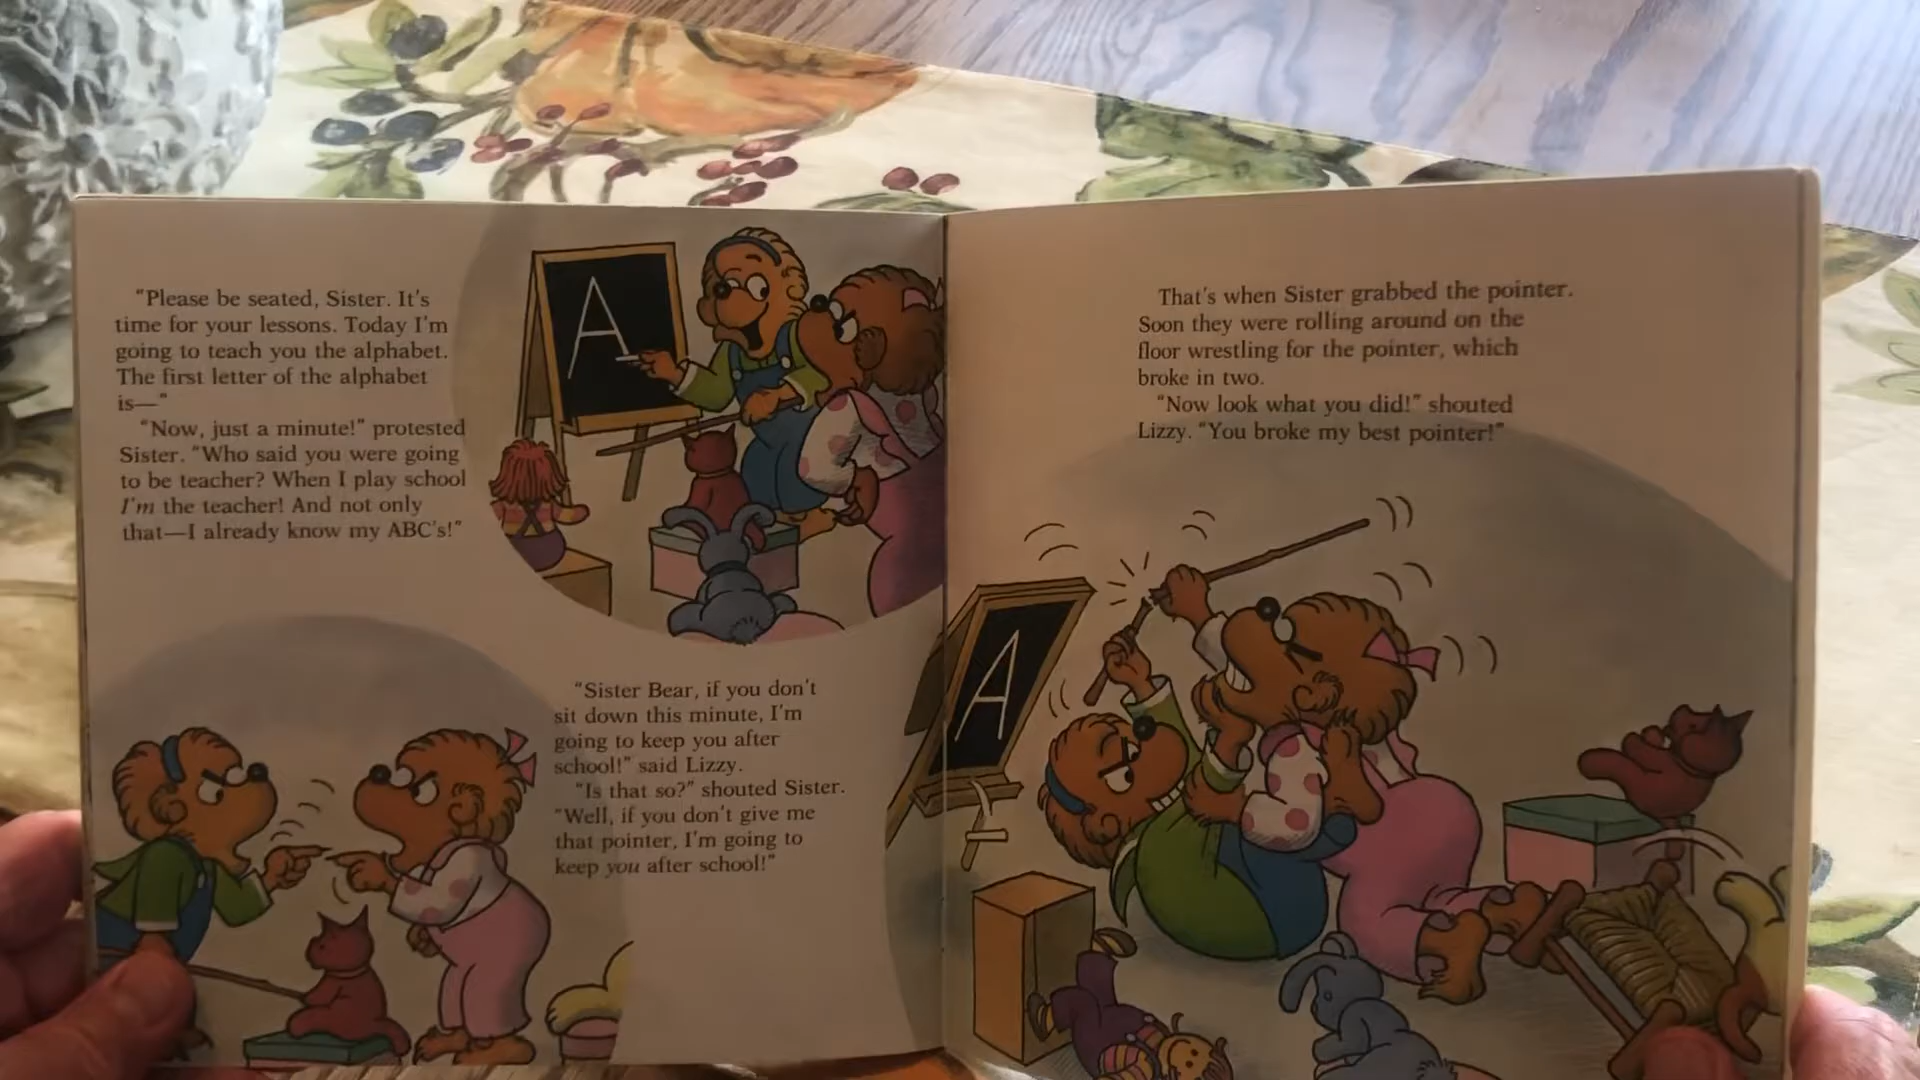 "Please be seated, Sister. It's
time for your lessons. Today I'm
going to teach you the alphabet.
The first letter of the alphabet
is—"
"Now, just a minute!" protested
Sister. "Who said you were going
to be teacher? When I play school
I'm the teacher! And not only
that—I already know my ABC's!"
A
"Sister Bear, if you don't
sit down this minute, I'm
going to keep you after
school!" said Lizzy.
"Is that so?" shouted Sister.
"Well, if you don't give me
that pointer, I'm going to
keep you after school!"
That's when Sister grabbed the pointer.
Soon they were rolling around on the
floor wrestling for the pointer, which
broke in two.
"Now look what you did!" shouted
Lizzy. "You broke my best pointer!"
A